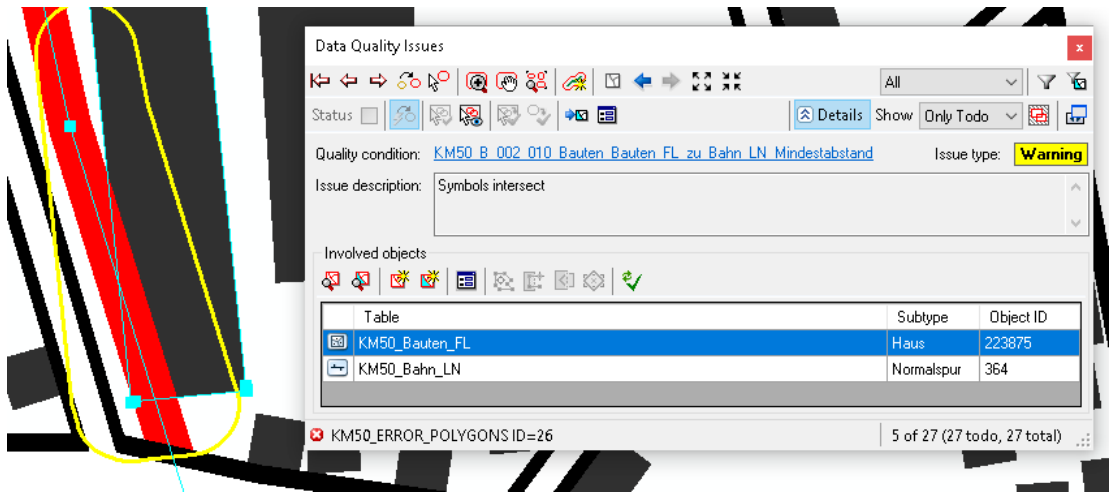 Data Quality Issues
x
All
Status
Details Show Only Todo
Quality condition: KM50_B_002_010_Bauten_Bauten_FL_zu_Bahn_LN_Mindestabstand Issue type: Warning
Issue description: Symbols intersect
Involved objects
Table Subtype Object ID
KM50_Bauten_FL Haus 223875
KM50_Bahn_LN Normalspur 364
KM50_ERROR_POLYGONS ID=26 5 of 27 (27 todo, 27 total)